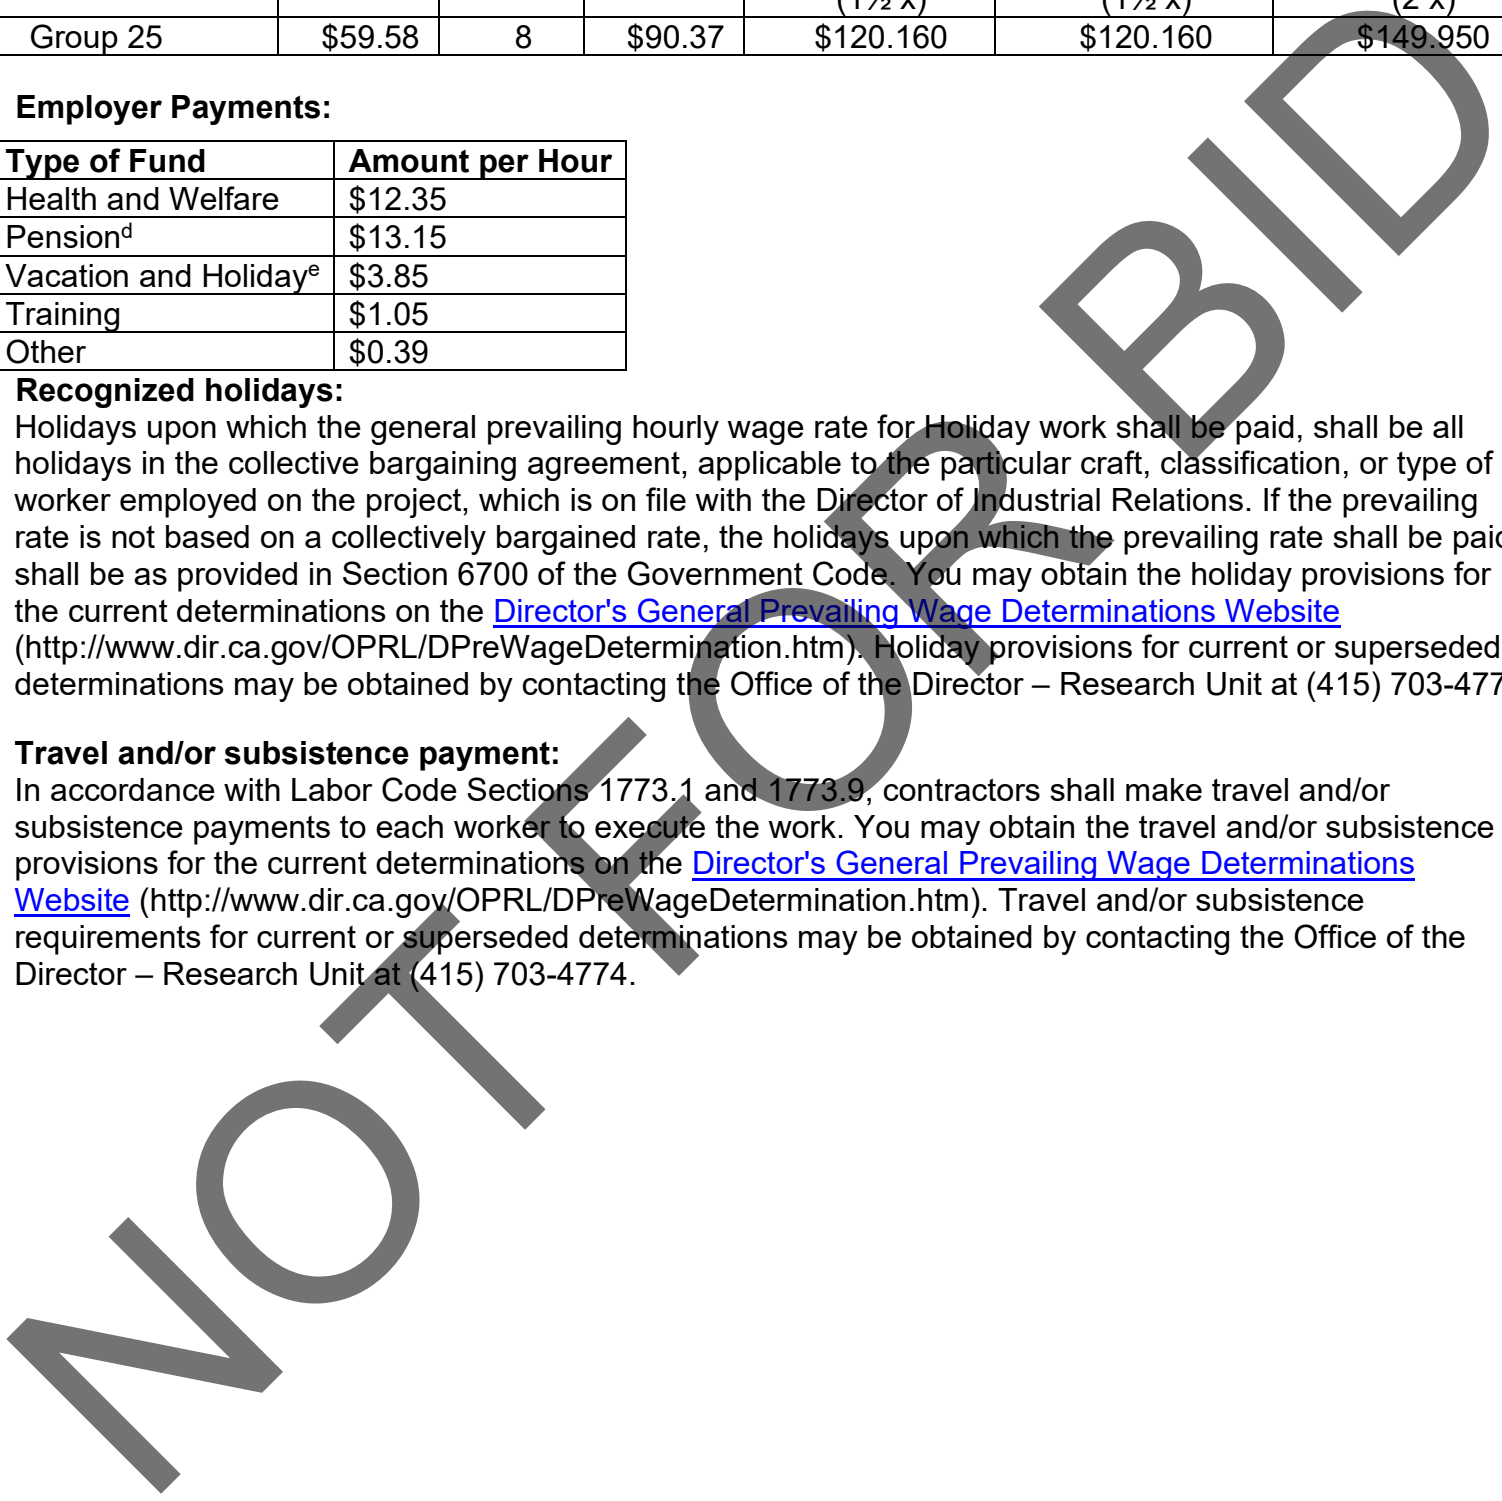 (1½ x) (1½ x) (2 x)
Group 25 $59.58 8 $90.37 $120.160 $120.160 $149.950
Employer Payments:
Type of Fund Amount per Hour
Health and Welfare $12.35
Pensionᵈ $13.15
Vacation and Holidayᵉ $3.85
Training $1.05
Other $0.39
Recognized holidays:
Holidays upon which the general prevailing hourly wage rate for Holiday work shall be paid, shall be all
holidays in the collective bargaining agreement, applicable to the particular craft, classification, or type of
worker employed on the project, which is on file with the Director of Industrial Relations. If the prevailing
rate is not based on a collectively bargained rate, the holidays upon which the prevailing rate shall be paid
shall be as provided in Section 6700 of the Government Code. You may obtain the holiday provisions for
the current determinations on the Director's General Prevailing Wage Determinations Website
(http://www.dir.ca.gov/OPRL/DPreWageDetermination.htm). Holiday provisions for current or superseded
determinations may be obtained by contacting the Office of the Director – Research Unit at (415) 703-477
Travel and/or subsistence payment:
In accordance with Labor Code Sections 1773.1 and 1773.9, contractors shall make travel and/or
subsistence payments to each worker to execute the work. You may obtain the travel and/or subsistence
provisions for the current determinations on the Director's General Prevailing Wage Determinations
Website (http://www.dir.ca.gov/OPRL/DPreWageDetermination.htm). Travel and/or subsistence
requirements for current or superseded determinations may be obtained by contacting the Office of the
Director – Research Unit at (415) 703-4774.
NOT FOR BID